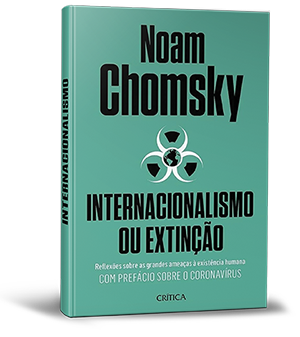 Noam
Chomsky
INTERNACIONALISMO
OU EXTINÇÃO
Reflexões sobre as grandes ameaças à existência humana
COM PREFÁCIO SOBRE O CORONAVÍRUS
CRÍTICA
INTERNACIONALISMO